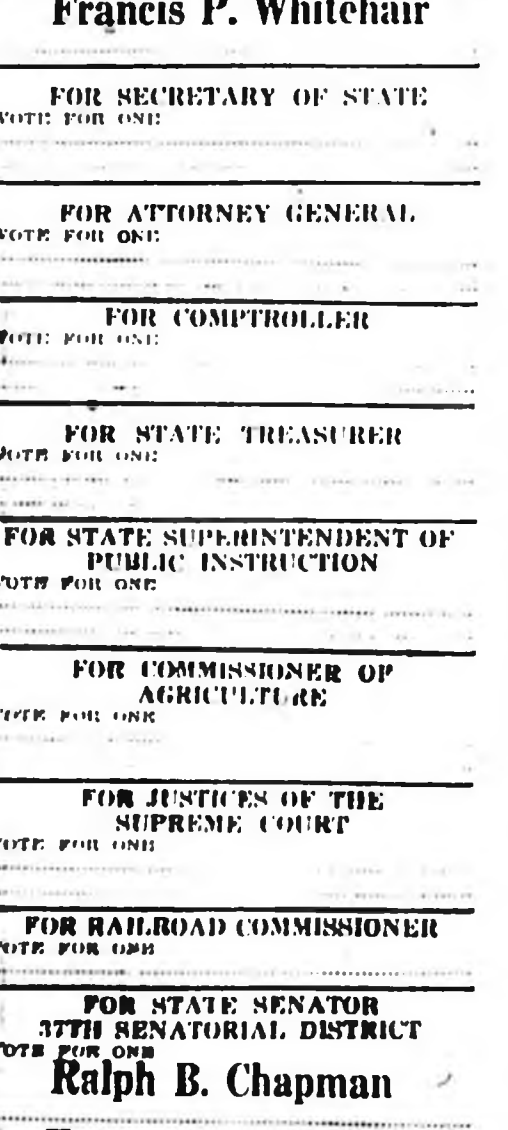 Francis P. Whitehair
FOR SECRETARY OF STATE
VOTE FOR ONE
FOR ATTORNEY GENERAL
VOTE FOR ONE
FOR COMPTROLLER
VOTE FOR ONE
FOR STATE TREASURER
VOTE FOR ONE
FOR STATE SUPERINTENDENT OF
PUBLIC INSTRUCTION
VOTE FOR ONE
FOR COMMISSIONER OF
AGRICULTURE
VOTE FOR ONE
FOR JUSTICES OF THE
SUPREME COURT
VOTE FOR ONE
FOR RAILROAD COMMISSIONER
VOTE FOR ONE
FOR STATE SENATOR
37TH SENATORIAL DISTRICT
VOTE FOR ONE
Ralph B. Chapman